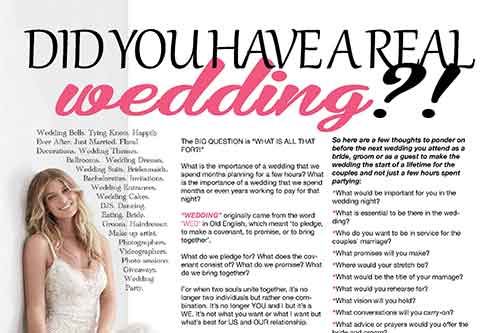 DID YOU HAVE A REAL
wedding?!
Wedding Bells. Tying Knots. Happily
Ever After. Just Married. Floral
Decorations. Wedding Themes.
Ballrooms. Wedding Dresses.
Wedding Suits. Bridesmaids.
Bachelorettes. Invitations.
Wedding Entrances.
Wedding Cakes.
DJS. Dancing.
Eating. Bride.
Groom. Hairdresser.
Make up artist.
Photographers.
Videographers.
Photo sessions.
Giveaways.
Wedding
Party.
The BIG QUESTION is "WHAT IS ALL THAT
FOR?!"
What is the importance of a wedding that we
spend months planning for a few hours? What
is the importance of a wedding that we spend
months or even years working to pay for that
night?
"WEDDING" originally came from the word
"WED" in Old English, which meant "to pledge,
to make a covenant, to promise, or to bring
together".
What do we pledge for? What does the cov-
enant consist of? What do we promise? What
do we bring together?
For when two souls unite together, it's no
longer two individuals but rather one com-
bination. It's no longer YOU and I but it's a
WE. It's not what you want or what I want but
what's best for US and OUR relationship.
So here are a few thoughts to ponder on
before the next wedding you attend as a
bride, groom or as a guest to make the
wedding the start of a lifetime for the
couples and not just a few hours spent
partying:
*What would be important for you in the
wedding night?
*What is essential to be there in the wed-
ding?
*Who do you want to be in service for the
couples' marriage?
*What promises will you make?
*Where would your stretch be?
*What would be the title of your marriage?
*What would you rehearse for?
*What vision will you hold?
*What conversations will you carry-on?
*What advice or prayers would you offer the
bride and groom?